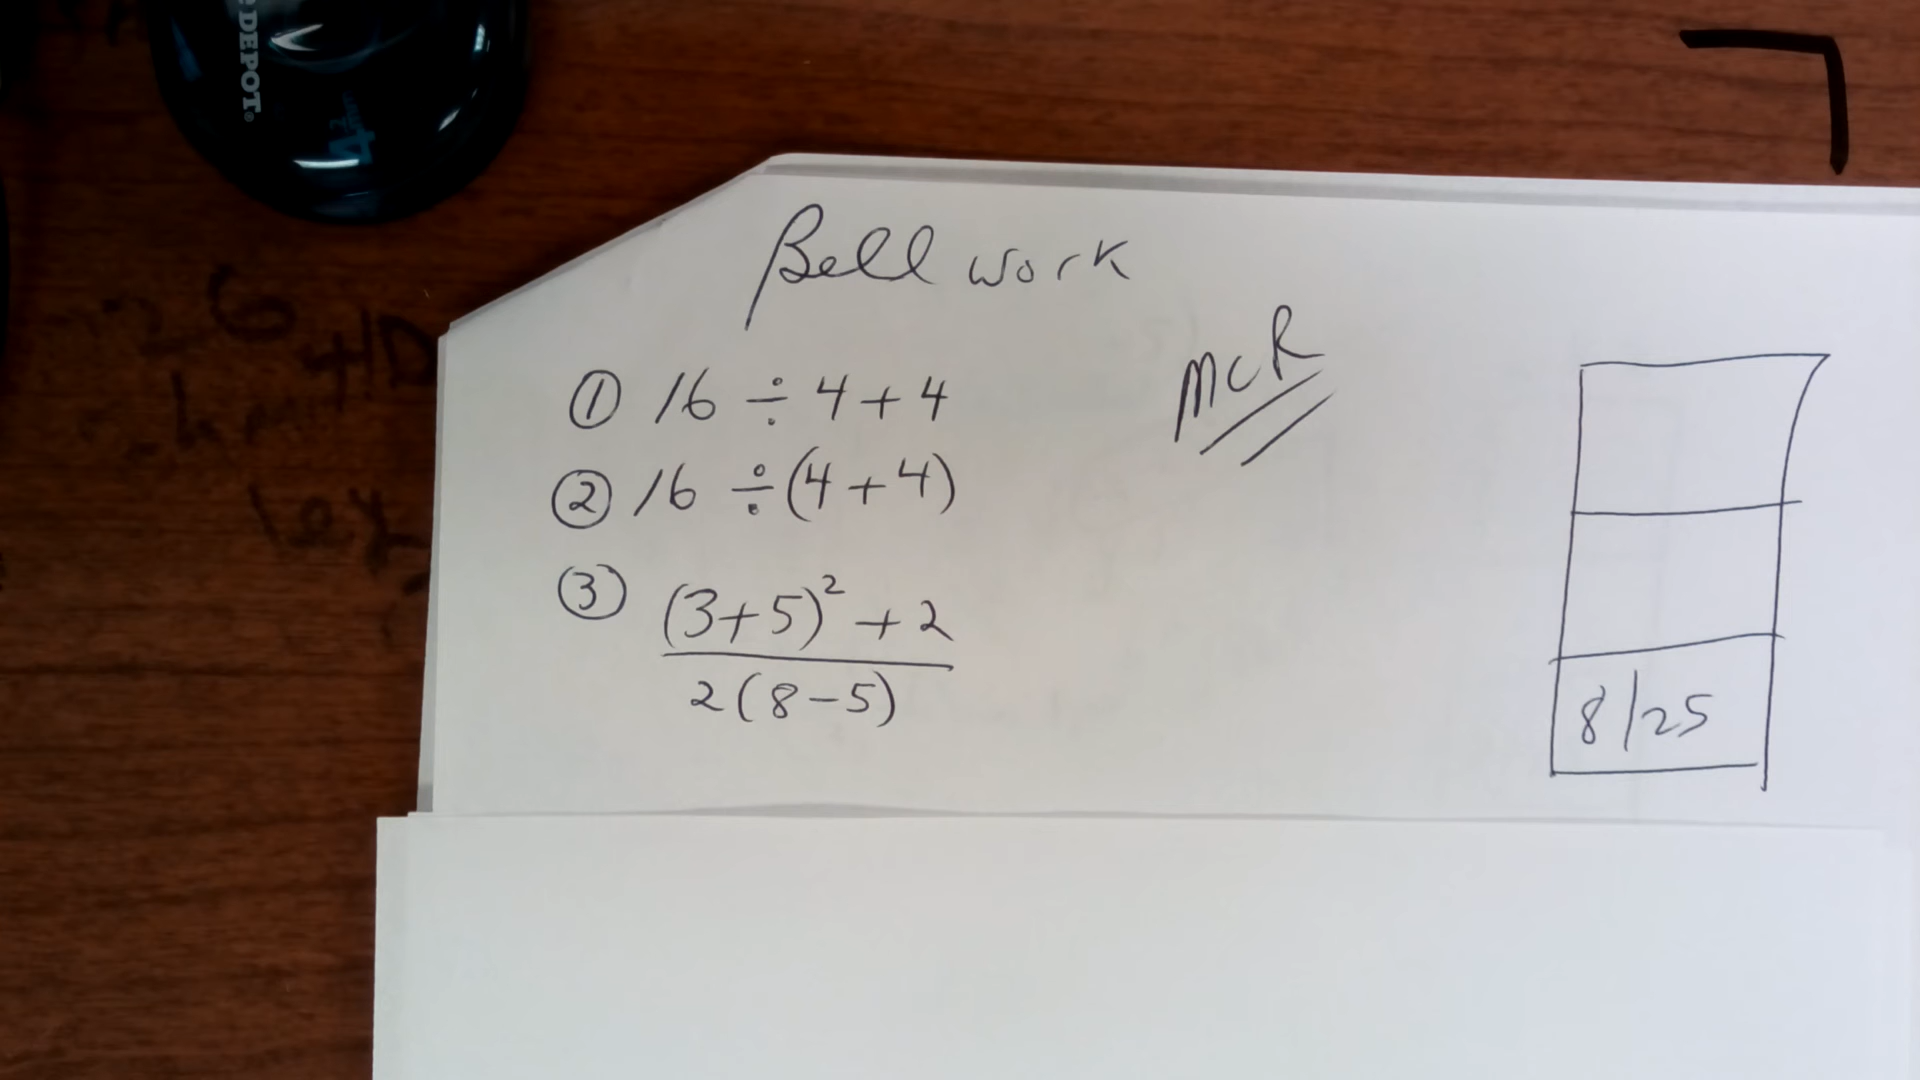 DEPOT
Bell work
MCR
① 16 ÷ 4 + 4
② 16 ÷ (4 + 4)
③ (3+5)² + 2
2(8-5)
8/25